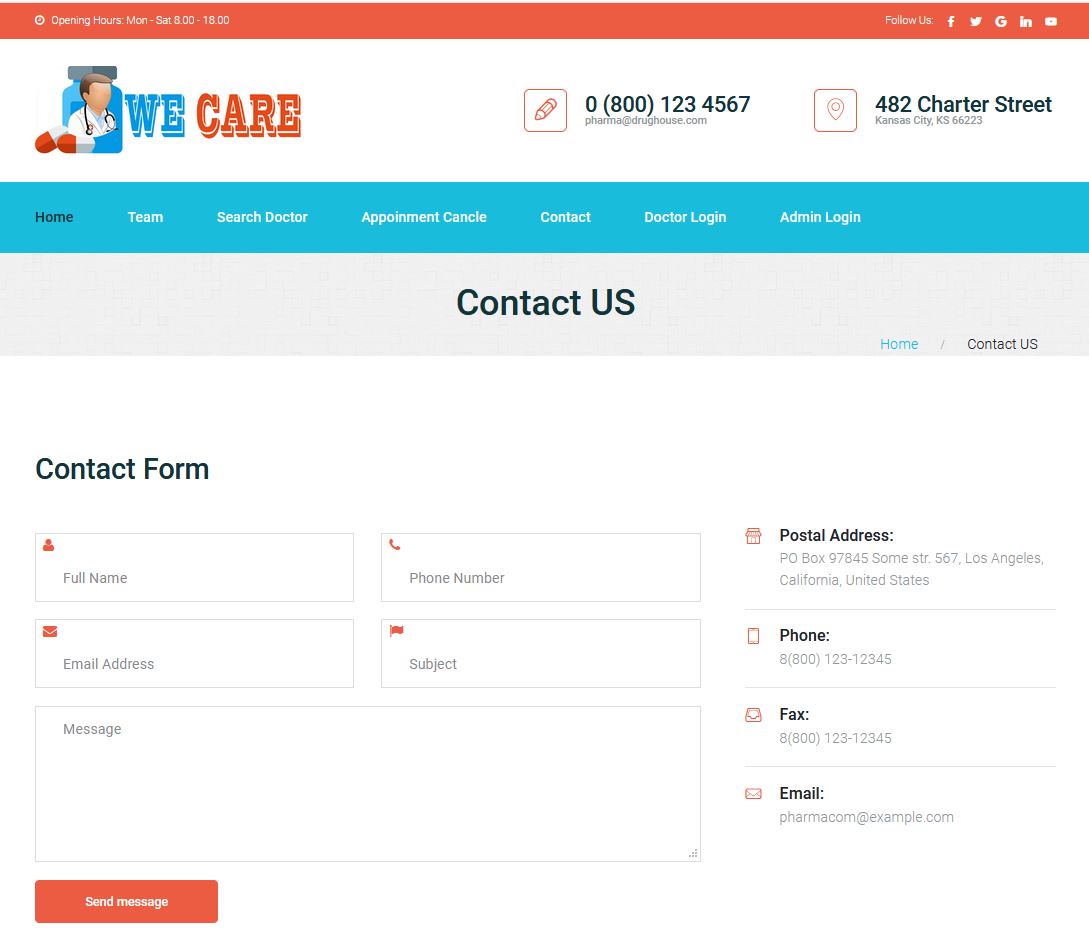 Opening Hours: Mon - Sat 8.00 - 18.00
Follow Us:
WE CARE
0 (800) 123 4567
pharma@drughouse.com
482 Charter Street
Kansas City, KS 66223
Home Team Search Doctor Appoinment Cancle Contact Doctor Login Admin Login
Contact US
Home / Contact US
Contact Form
Full Name
Phone Number
Email Address
Subject
Message
Send message
Postal Address:
PO Box 97845 Some str. 567, Los Angeles,
California, United States
Phone:
8(800) 123-12345
Fax:
8(800) 123-12345
Email:
pharmacom@example.com